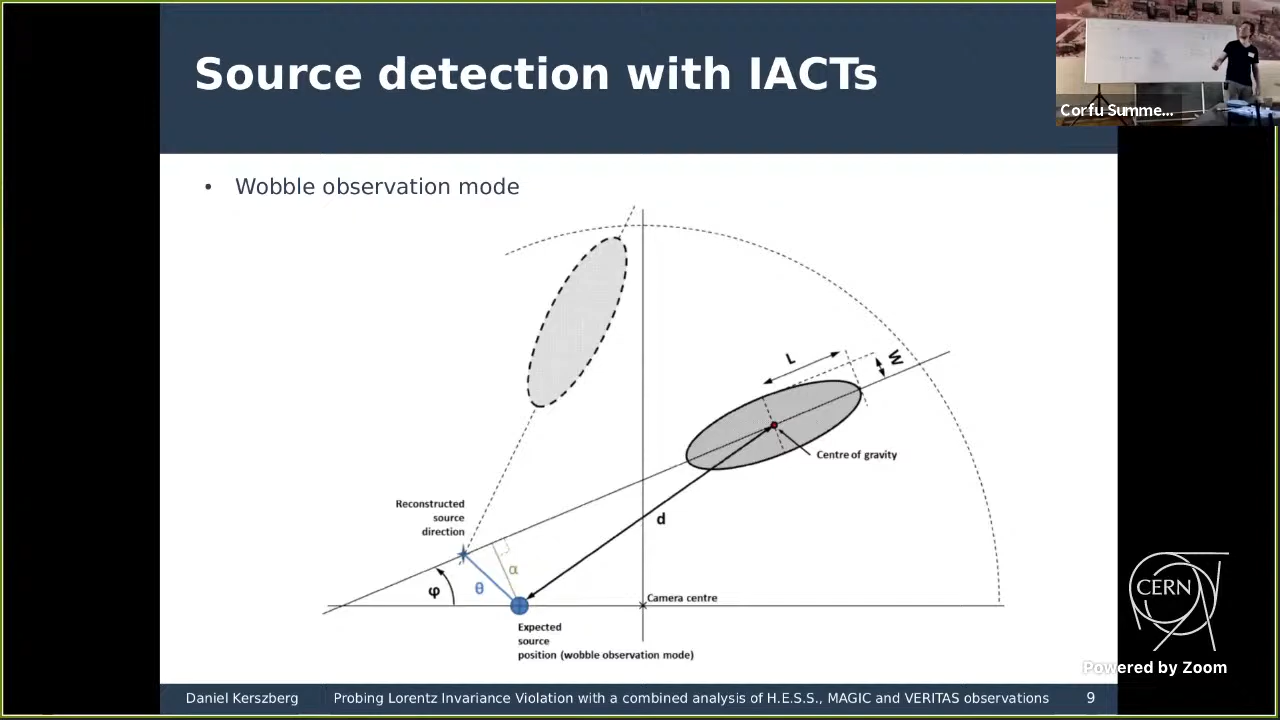 Source detection with IACTs
Corfu Summe...
• Wobble observation mode
L
W
Centre of gravity
Reconstructed
source
direction
d
α
θ
φ
Camera centre
Expected
source
position (wobble observation mode)
CERN
Powered by Zoom
Daniel Kerszberg
Probing Lorentz Invariance Violation with a combined analysis of H.E.S.S., MAGIC and VERITAS observations
9